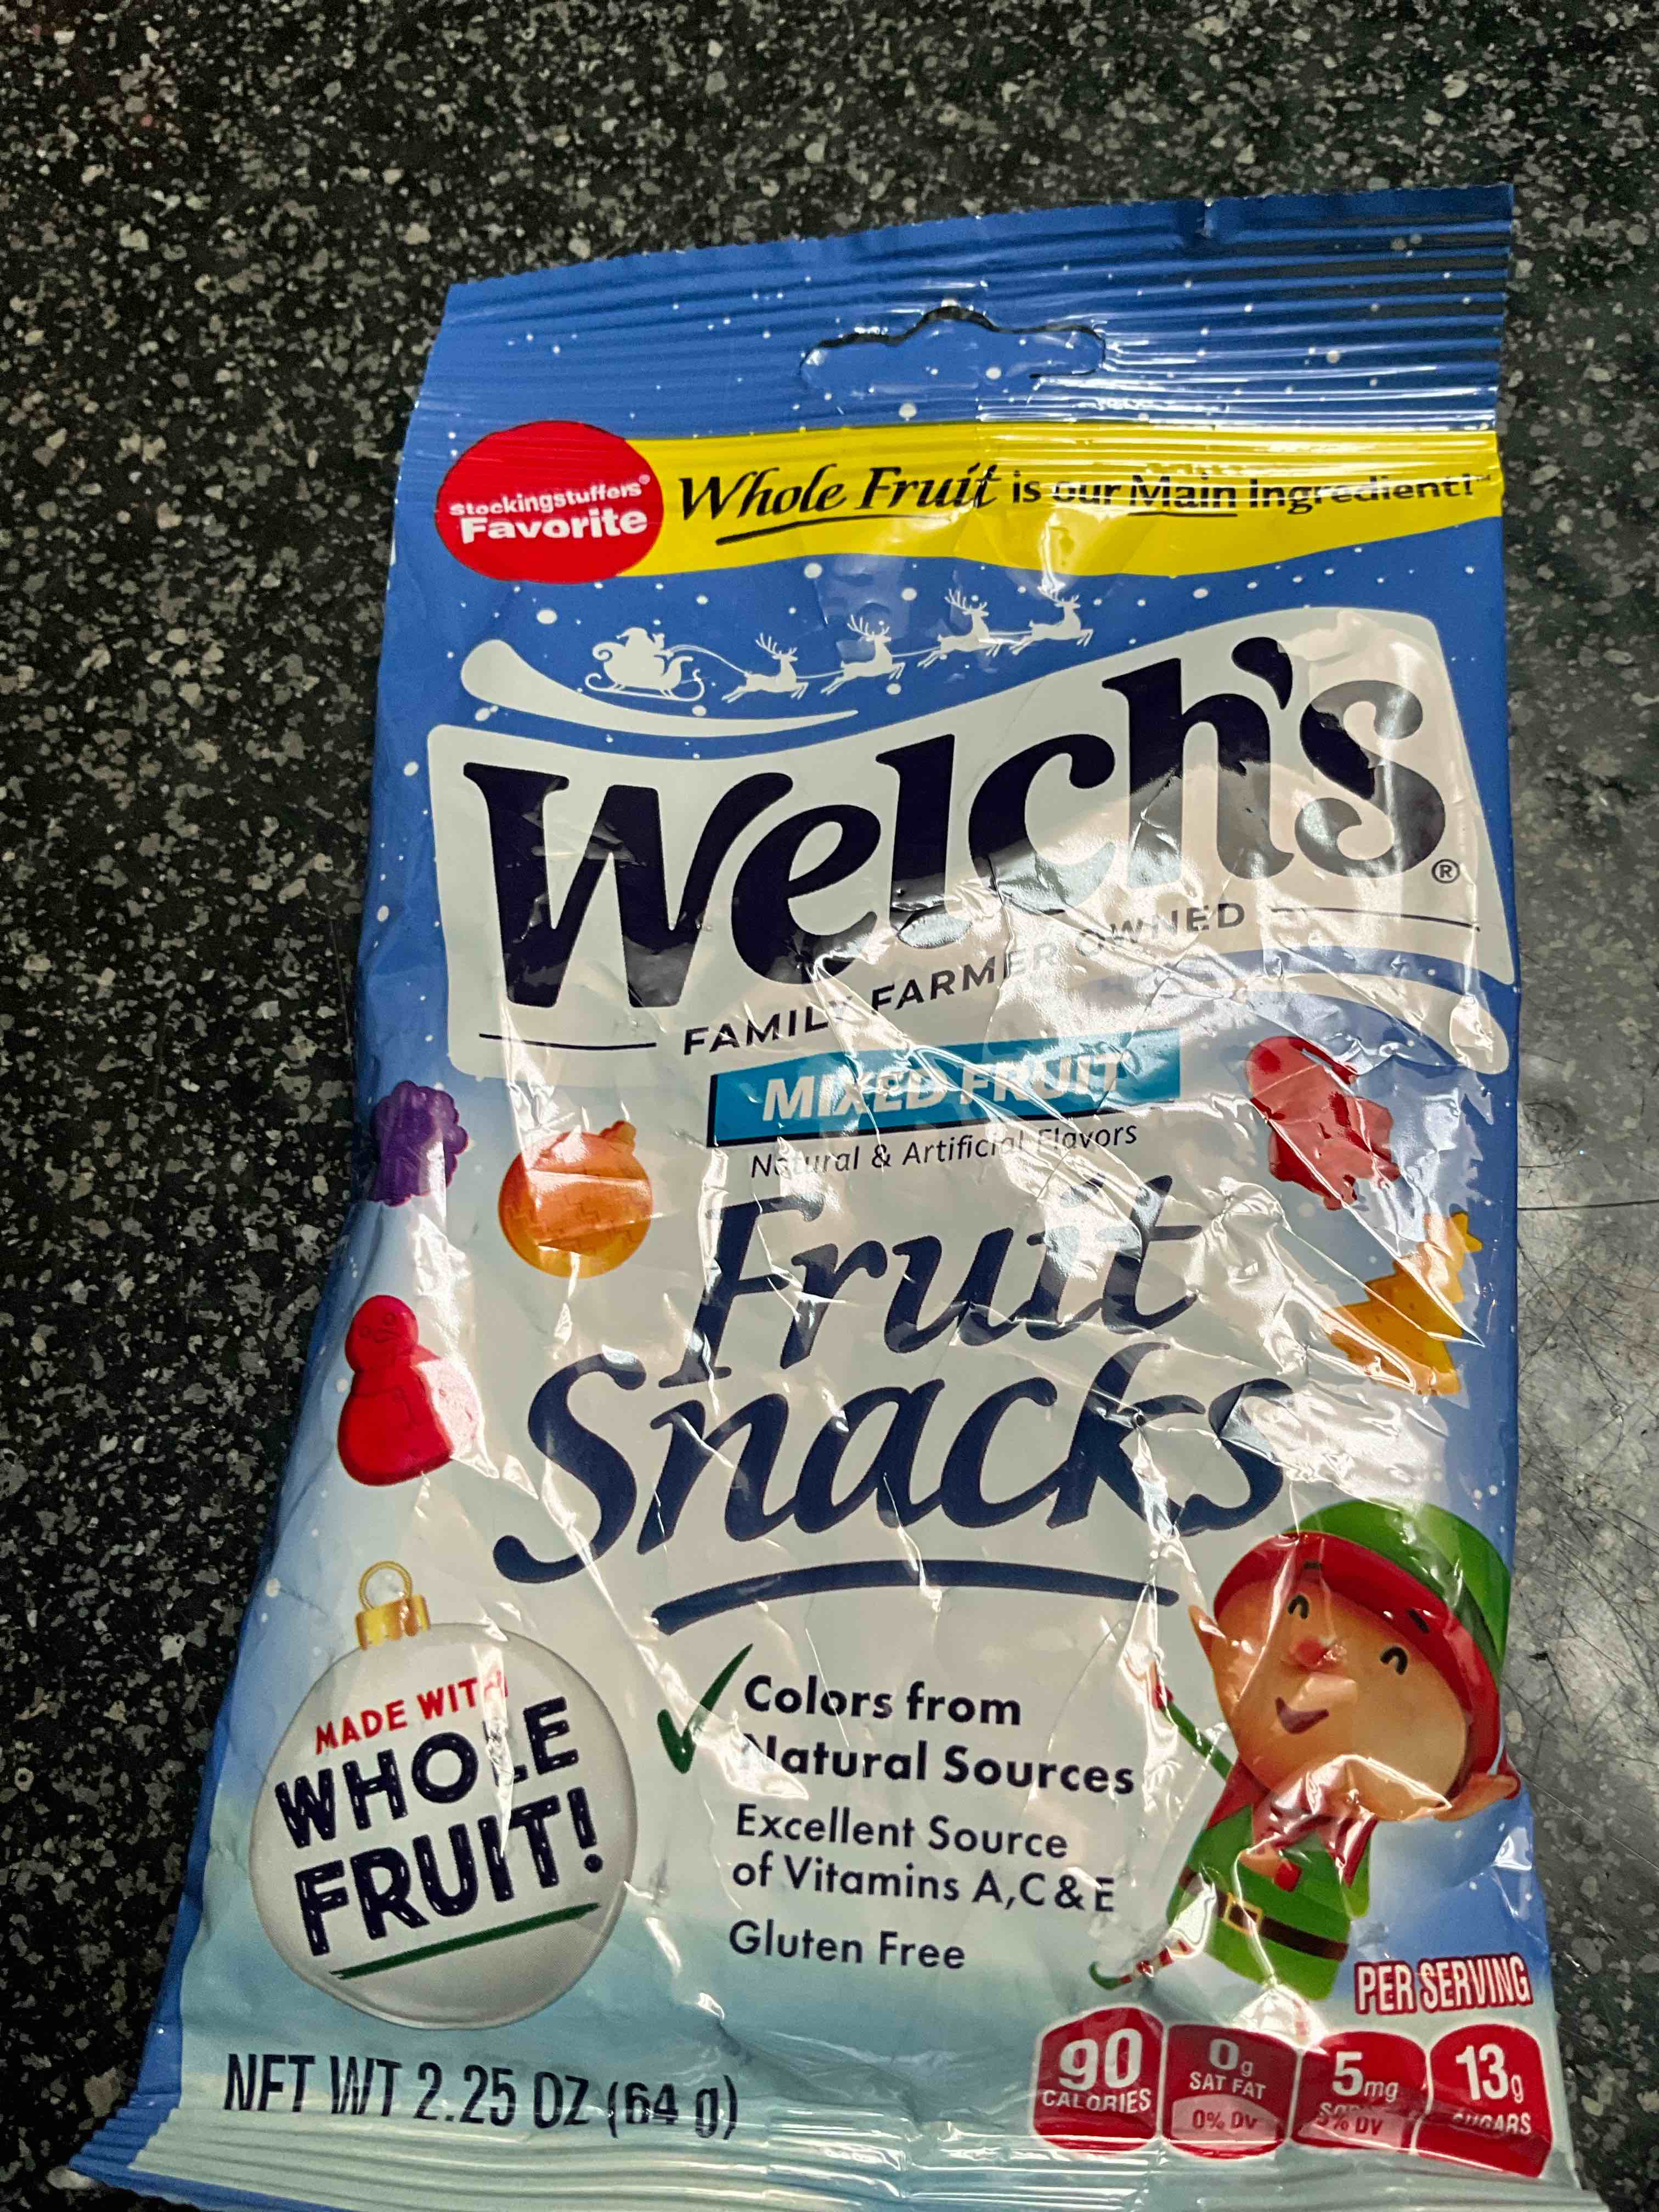 Stockingstuffers®
Favorite
Whole Fruit is our Main Ingredient!™
Welch's®
FAMILY FARMER OWNED
MIXED FRUIT
Natural & Artificial Flavors
Fruit
Snacks
MADE WITH
WHOLE
FRUIT!
✓ Colors from
Natural Sources
Excellent Source
of Vitamins A, C & E
Gluten Free
PER SERVING
90
CALORIES
0g
SAT FAT
0% DV
5mg
% DV
13g
SUGARS
NET WT 2.25 OZ (64 g)